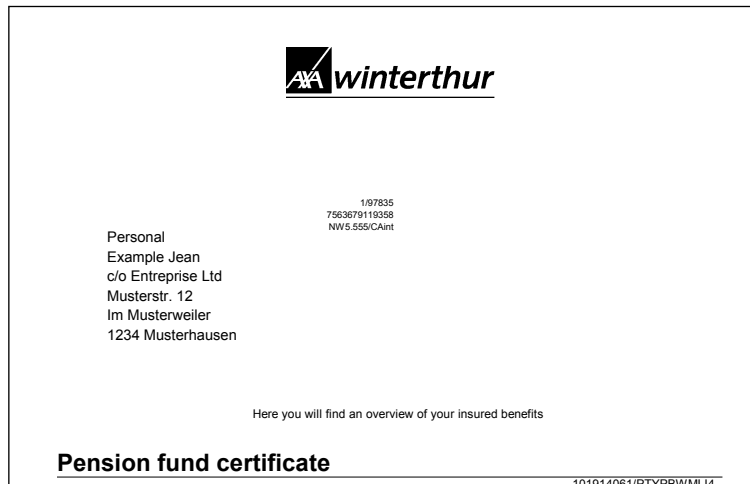 AXA winterthur
1/97835
7563679119358
NW5.555/CAint
Personal
Example Jean
c/o Entreprise Ltd
Musterstr. 12
Im Musterweiler
1234 Musterhausen
Here you will find an overview of your insured benefits
Pension fund certificate